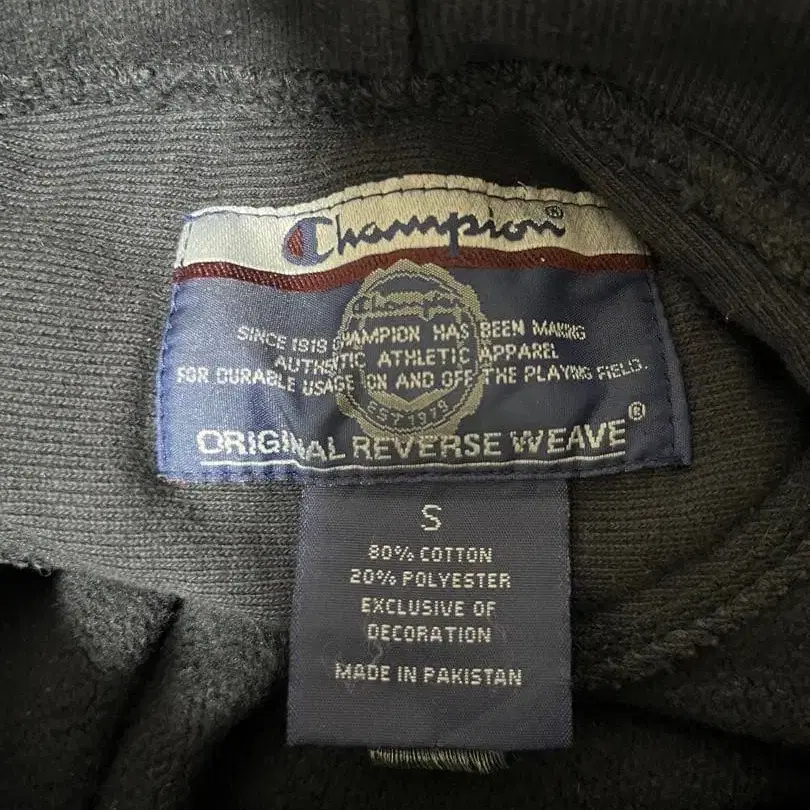 Champion®
Champion
SINCE 1919 CHAMPION HAS BEEN MAKING
AUTHENTIC ATHLETIC APPAREL
FOR DURABLE USAGE ON AND OFF THE PLAYING FIELD.
EST 1919
ORIGINAL REVERSE WEAVE®
S
80% COTTON
20% POLYESTER
EXCLUSIVE OF
DECORATION
MADE IN PAKISTAN